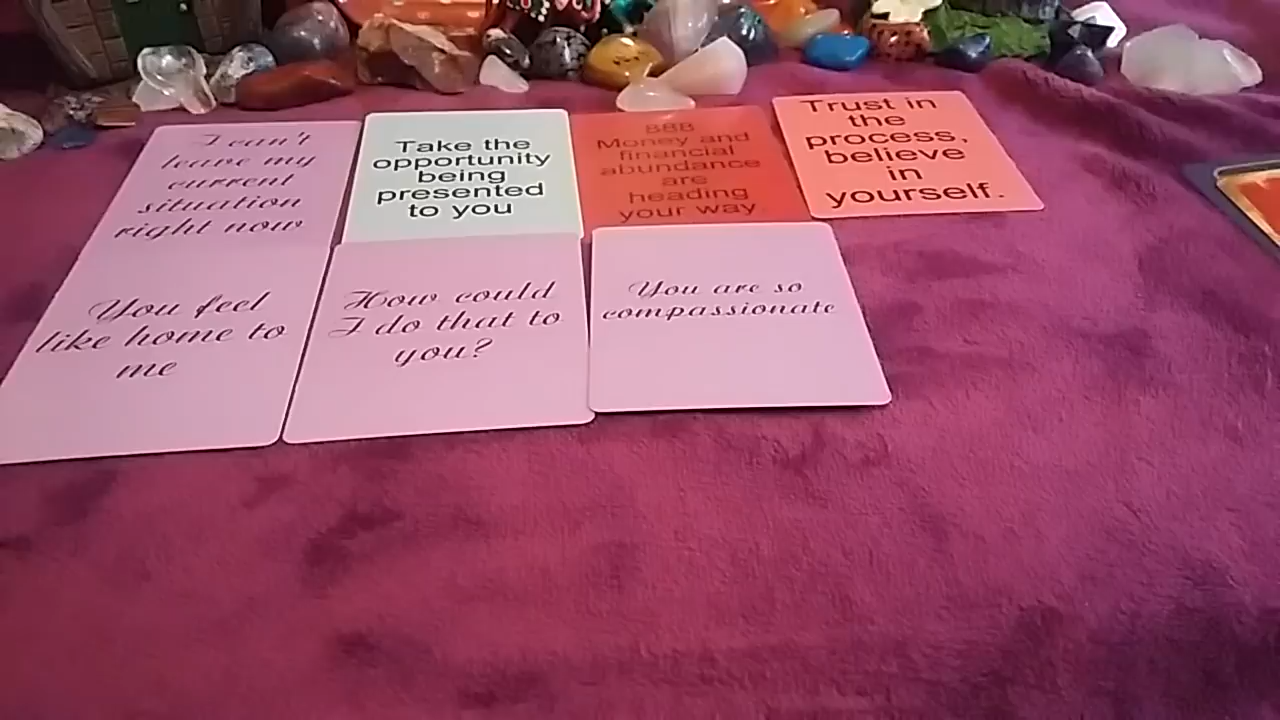 I can't
leave my
current
situation
right now
Take the
opportunity
being
presented
to you
888
Money and
financial
abundance
are
heading
your way
Trust in
the
process,
believe
in
yourself.
You feel
like home to
me
How could
I do that to
you?
You are so
compassionate